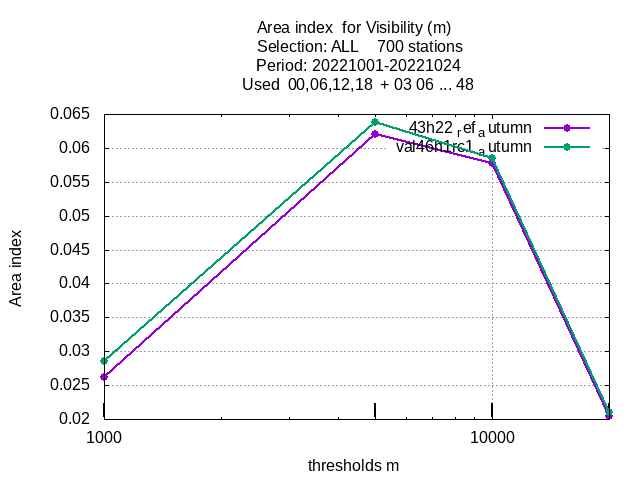 Area index for Visibility (m)
Selection: ALL 700 stations
Period: 20221001-20221024
Used 00,06,12,18 + 03 06 ... 48
0.065
43h22 ref autumn
0.06
val46h1rc1 autumn
0.055
0.05
0.045
0.04
0.035
0.03
0.025
0.02
Area index
1000
10000
thresholds m